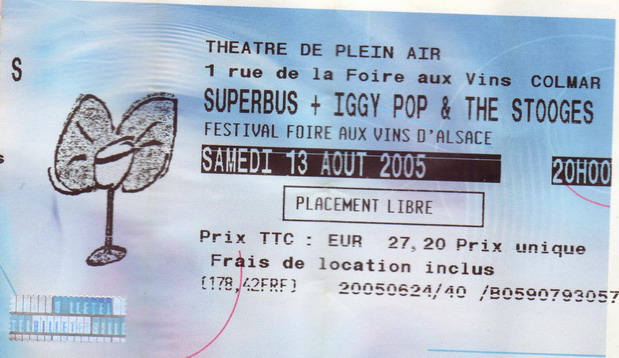 THEATRE DE PLEIN AIR
1 rue de la Foire aux Vins COLMAR
S
SUPERBUS + IGGY POP & THE STOOGES
FESTIVAL FOIRE AUX VINS D'ALSACE
SAMEDI 13 AOUT 2005 20H00
PLACEMENT LIBRE
Prix TTC : EUR 27,20 Prix unique
Frais de location inclus
(178,42FRF) 20050624/40 /B0590793057